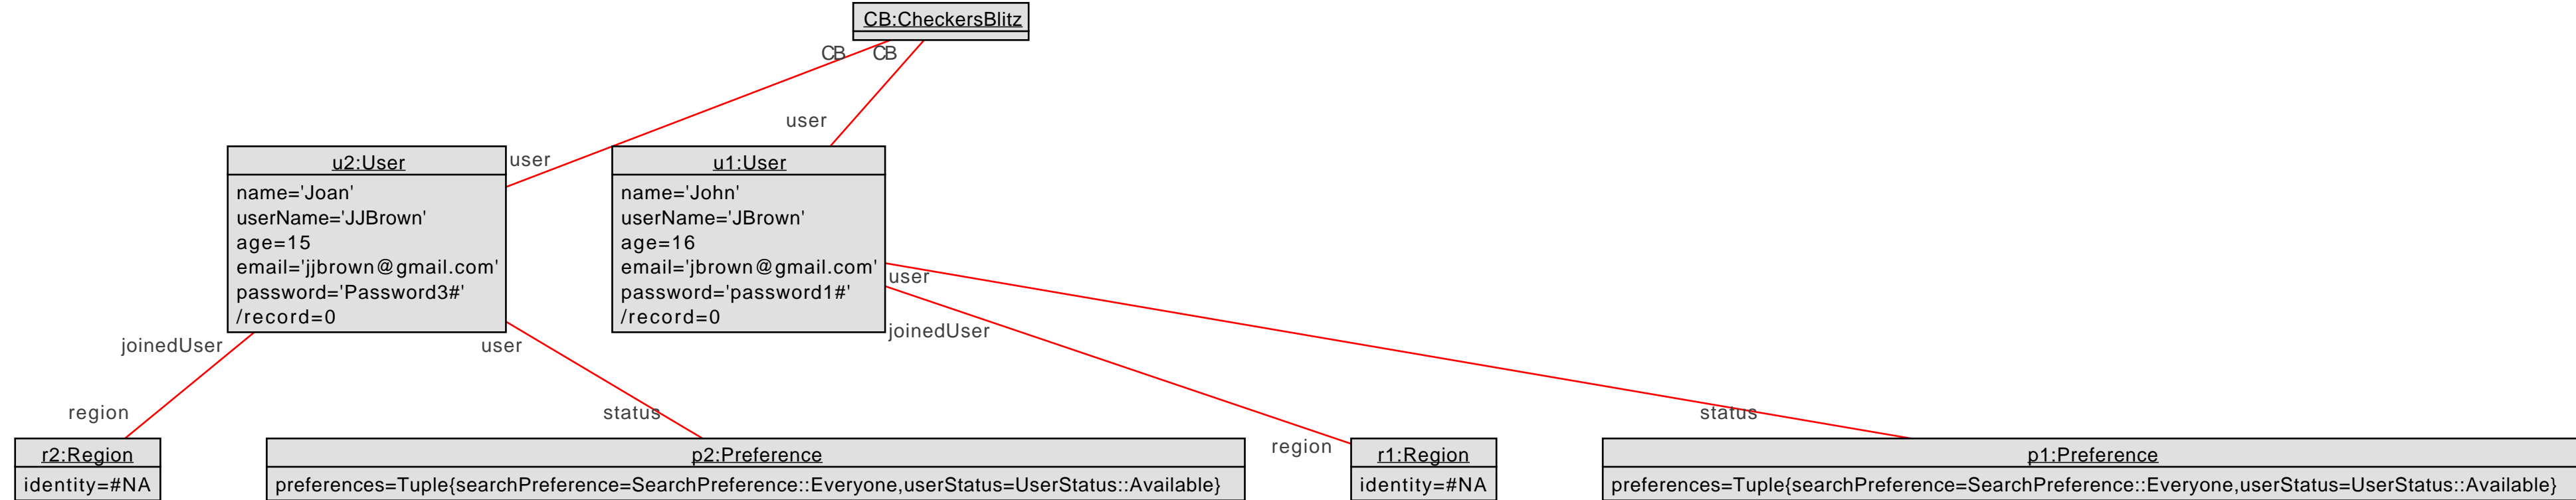 CB:CheckersBlitz
CB CB
user
u2:User
name='Joan'
userName='JJBrown'
age=15
email='jjbrown@gmail.com'
password='Password3#'
/record=0
user
u1:User
name='John'
userName='JBrown'
age=16
email='jbrown@gmail.com'
password='password1#'
/record=0
user
joinedUser
joinedUser
user
region
status
status
region
r2:Region
identity=#NA
p2:Preference
preferences=Tuple{searchPreference=SearchPreference::Everyone,userStatus=UserStatus::Available}
r1:Region
identity=#NA
p1:Preference
preferences=Tuple{searchPreference=SearchPreference::Everyone,userStatus=UserStatus::Available}